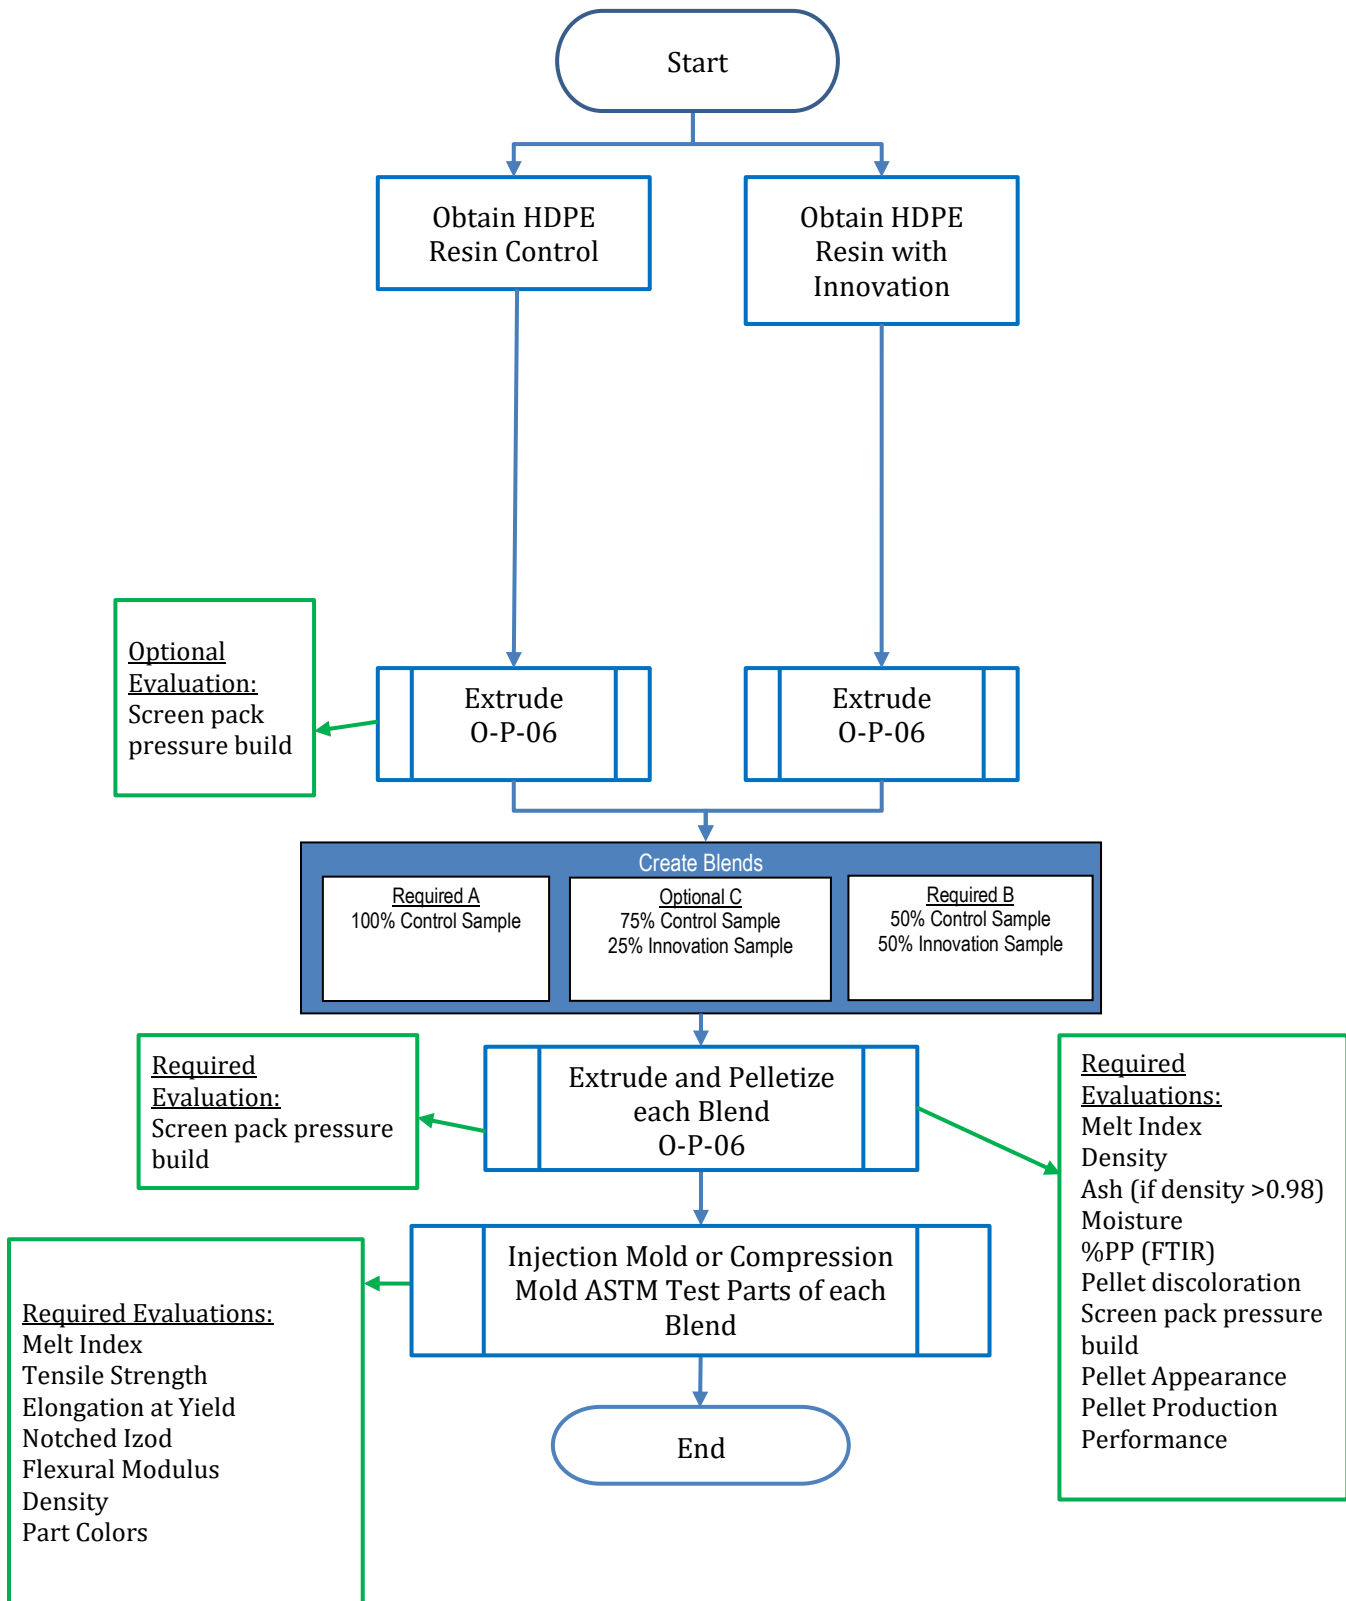 Start
Obtain HDPE
Resin Control
Obtain HDPE
Resin with
Innovation
Optional
Evaluation:
Screen pack
pressure build
Extrude
O-P-06
Extrude
O-P-06
Create Blends
Required A
100% Control Sample
Optional C
75% Control Sample
25% Innovation Sample
Required B
50% Control Sample
50% Innovation Sample
Required
Evaluation:
Screen pack pressure
build
Extrude and Pelletize
each Blend
O-P-06
Required
Evaluations:
Melt Index
Density
Ash (if density >0.98)
Moisture
%PP (FTIR)
Pellet discoloration
Screen pack pressure
build
Pellet Appearance
Pellet Production
Performance
Injection Mold or Compression
Mold ASTM Test Parts of each
Blend
Required Evaluations:
Melt Index
Tensile Strength
Elongation at Yield
Notched Izod
Flexural Modulus
Density
Part Colors
End